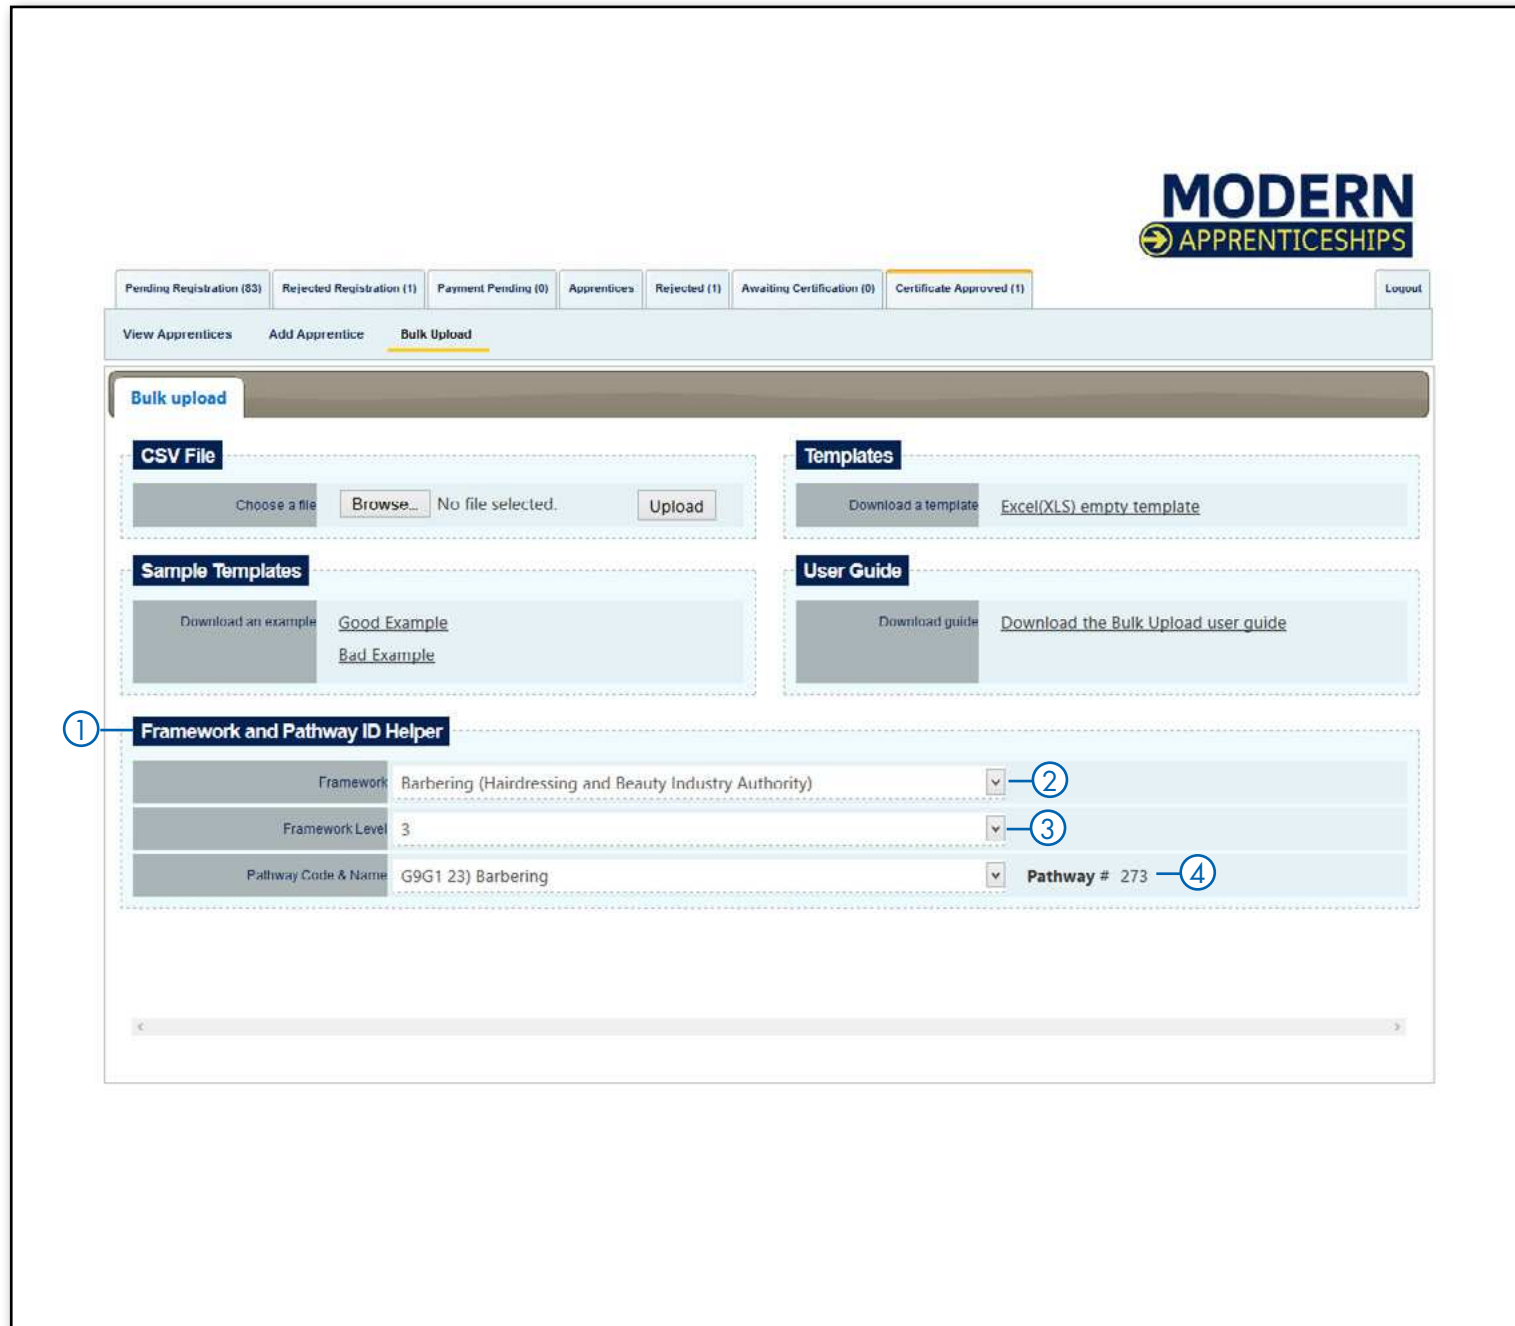 MODERN
APPRENTICESHIPS
Pending Registration (83) Rejected Registration (1) Payment Pending (0) Apprentices Rejected (1) Awaiting Certification (0) Certificate Approved (1) Logout
View Apprentices Add Apprentice Bulk Upload
Bulk upload
CSV File
Choose a file Browse... No file selected. Upload
Templates
Download a template Excel(XLS) empty template
Sample Templates
Download an example Good Example
Bad Example
User Guide
Download guide Download the Bulk Upload user guide
1 Framework and Pathway ID Helper
Framework Barbering (Hairdressing and Beauty Industry Authority) 2
Framework Level 3 3
Pathway Code & Name G9G1 23) Barbering Pathway # 273 4